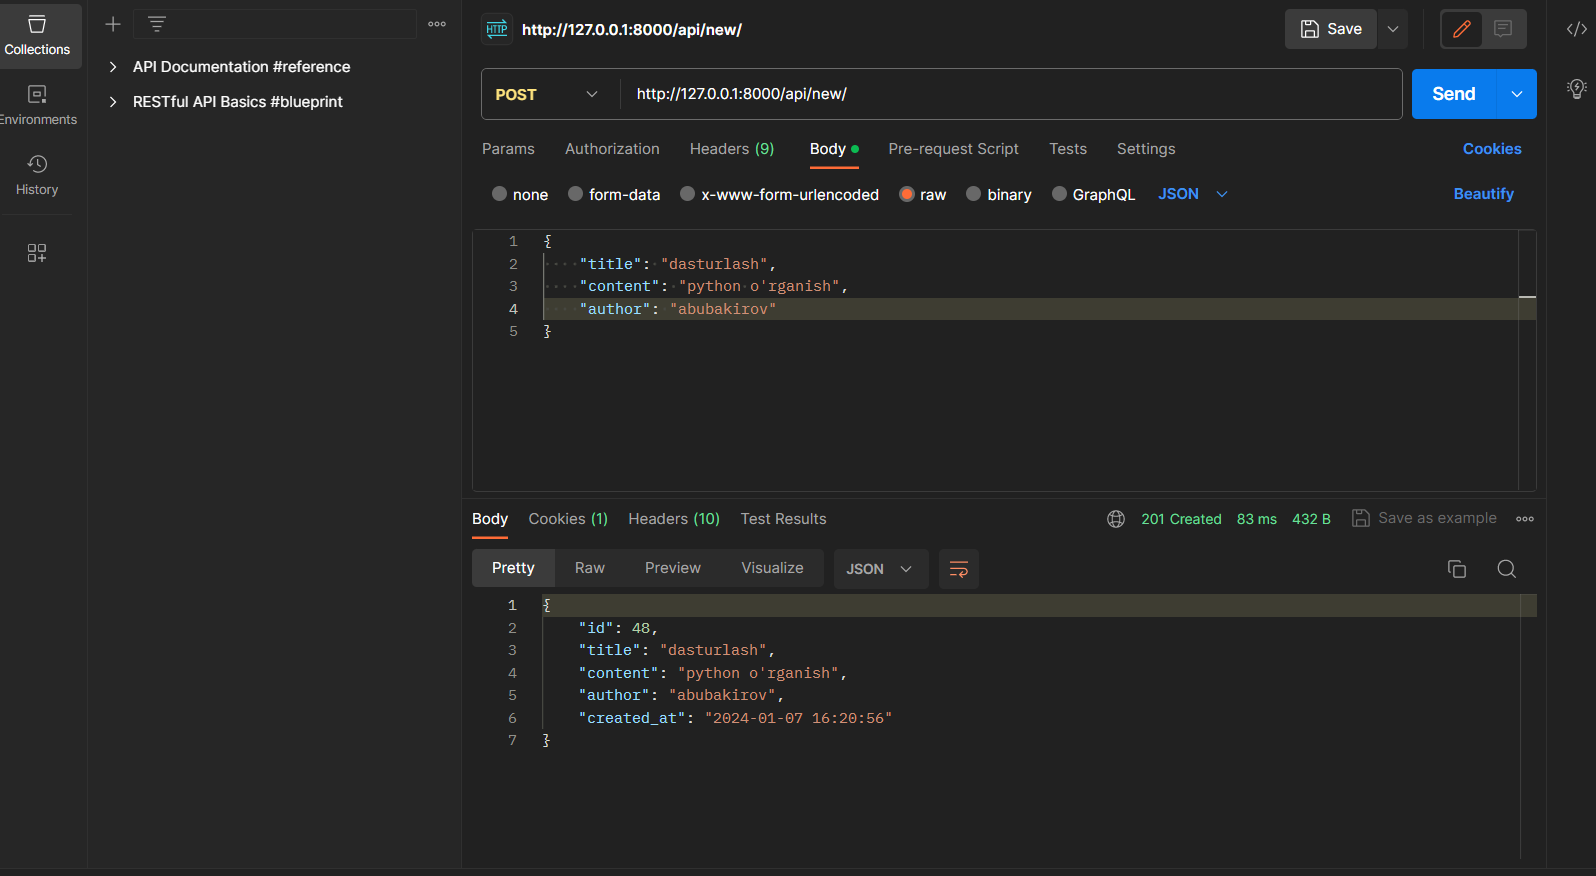 Collections
Environments
History
API Documentation #reference
RESTful API Basics #blueprint
HTTP http://127.0.0.1:8000/api/new/
Save
POST http://127.0.0.1:8000/api/new/ Send
Params Authorization Headers (9) Body Pre-request Script Tests Settings Cookies
none form-data x-www-form-urlencoded raw binary GraphQL JSON Beautify
1 {
2 "title": "dasturlash",
3 "content": "python o'rganish",
4 "author": "abubakirov"
5 }
Body Cookies (1) Headers (10) Test Results 201 Created 83 ms 432 B Save as example
Pretty Raw Preview Visualize JSON
1 {
2 "id": 48,
3 "title": "dasturlash",
4 "content": "python o'rganish",
5 "author": "abubakirov",
6 "created_at": "2024-01-07 16:20:56"
7 }